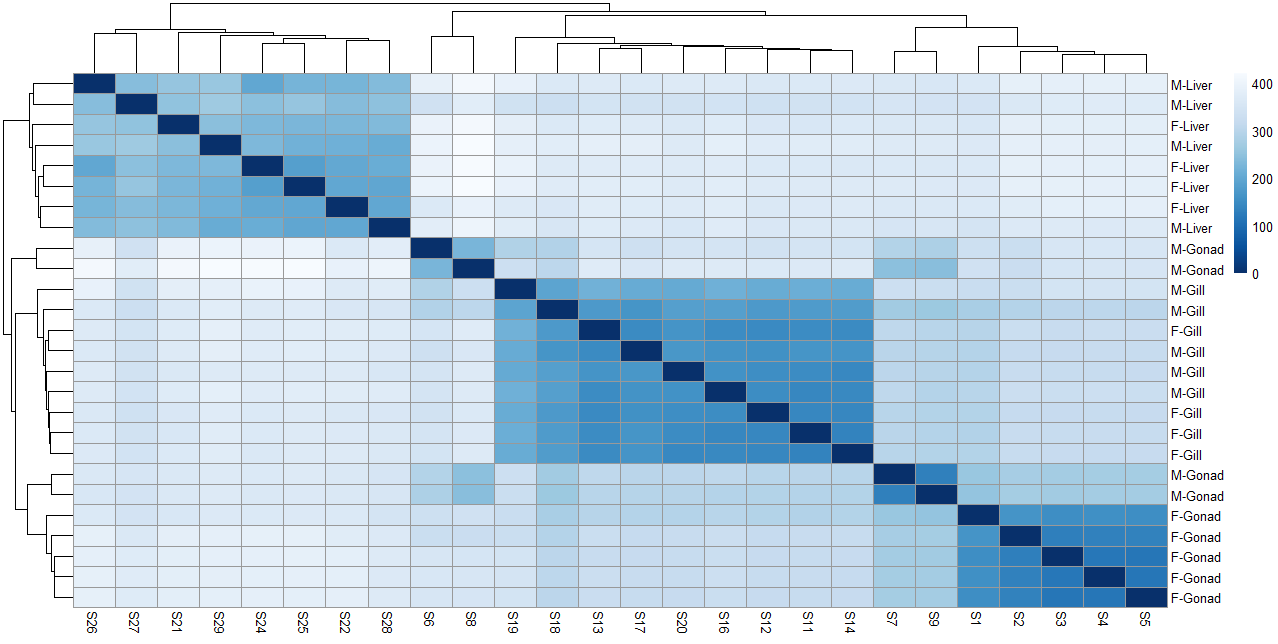 M-Liver
M-Liver
F-Liver
M-Liver
F-Liver
F-Liver
F-Liver
M-Liver
M-Gonad
M-Gonad
M-Gill
M-Gill
F-Gill
M-Gill
M-Gill
M-Gill
F-Gill
F-Gill
F-Gill
M-Gonad
M-Gonad
F-Gonad
F-Gonad
F-Gonad
F-Gonad
F-Gonad
400
300
200
100
0
S26
S27
S21
S29
S24
S25
S22
S28
S6
S8
S19
S18
S13
S17
S20
S16
S12
S11
S14
S7
S9
S1
S2
S3
S4
S5